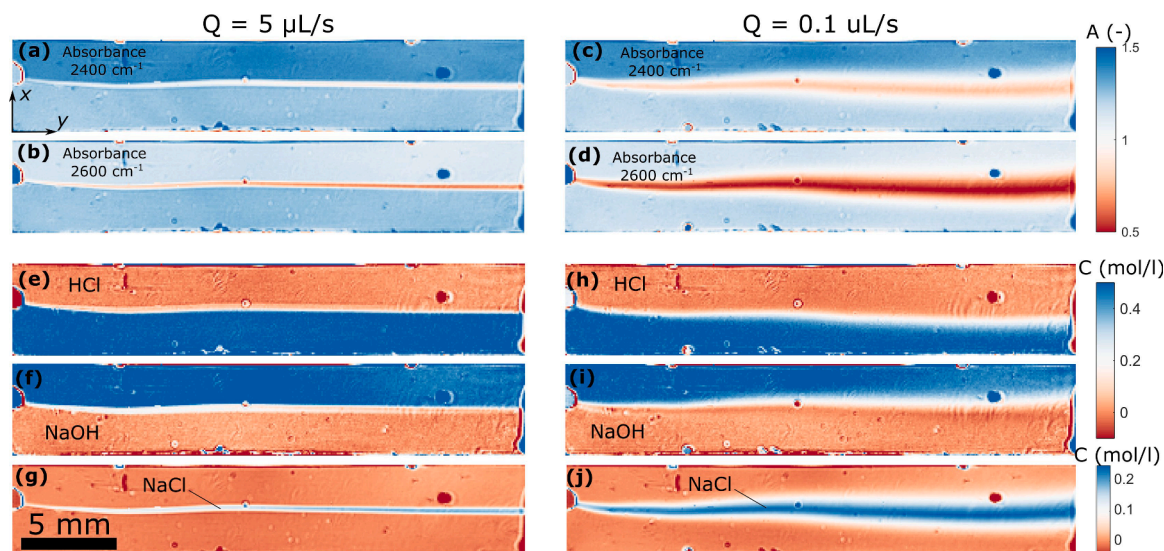 Q = 5 µL/s
Q = 0.1 uL/s
(a) Absorbance
2400 cm⁻¹
x
y
(c) Absorbance
2400 cm⁻¹
A (-)
1.5
1
0.5
(b) Absorbance
2600 cm⁻¹
(d) Absorbance
2600 cm⁻¹
(e) HCl
(h) HCl
C (mol/l)
0.4
0.2
0
(f)
NaOH
(i)
NaOH
(g)
NaCl
5 mm
(j)
NaCl
C (mol/l)
0.2
0.1
0